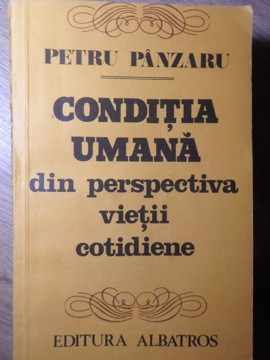 PETRU PÂNZARU
CONDIȚIA
UMANĂ
din perspectiva
vieții
cotidiene
EDITURA ALBATROS